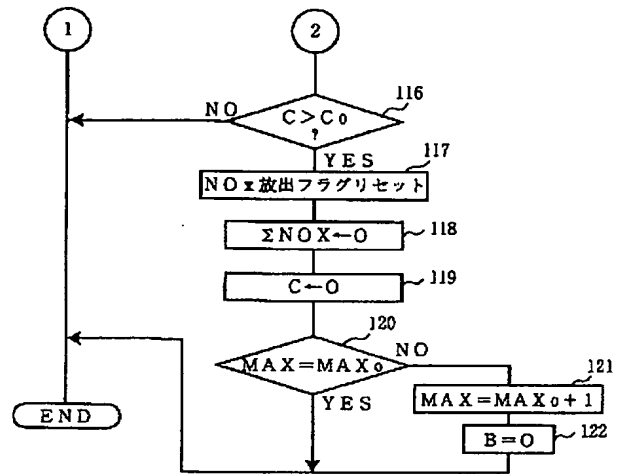 1
2
116
NO
C>C₀
?
YES
117
NOx放出フラグリセット
ΣNOX←0
118
C←0
119
120
MAX=MAX₀
NO
YES
121
MAX=MAX₀+1
B=0
122
END